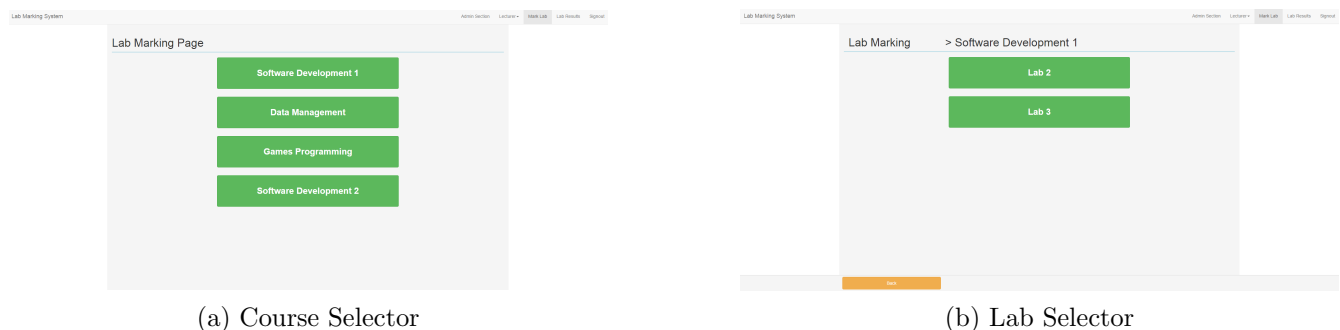 Lab Marking System Admin Section Lecturer Mark Lab Lab Results Signout
Lab Marking Page
Software Development 1
Data Management
Games Programming
Software Development 2
(a) Course Selector
Lab Marking System Admin Section Lecturer Mark Lab Lab Results Signout
Lab Marking > Software Development 1
Lab 2
Lab 3
Back
(b) Lab Selector